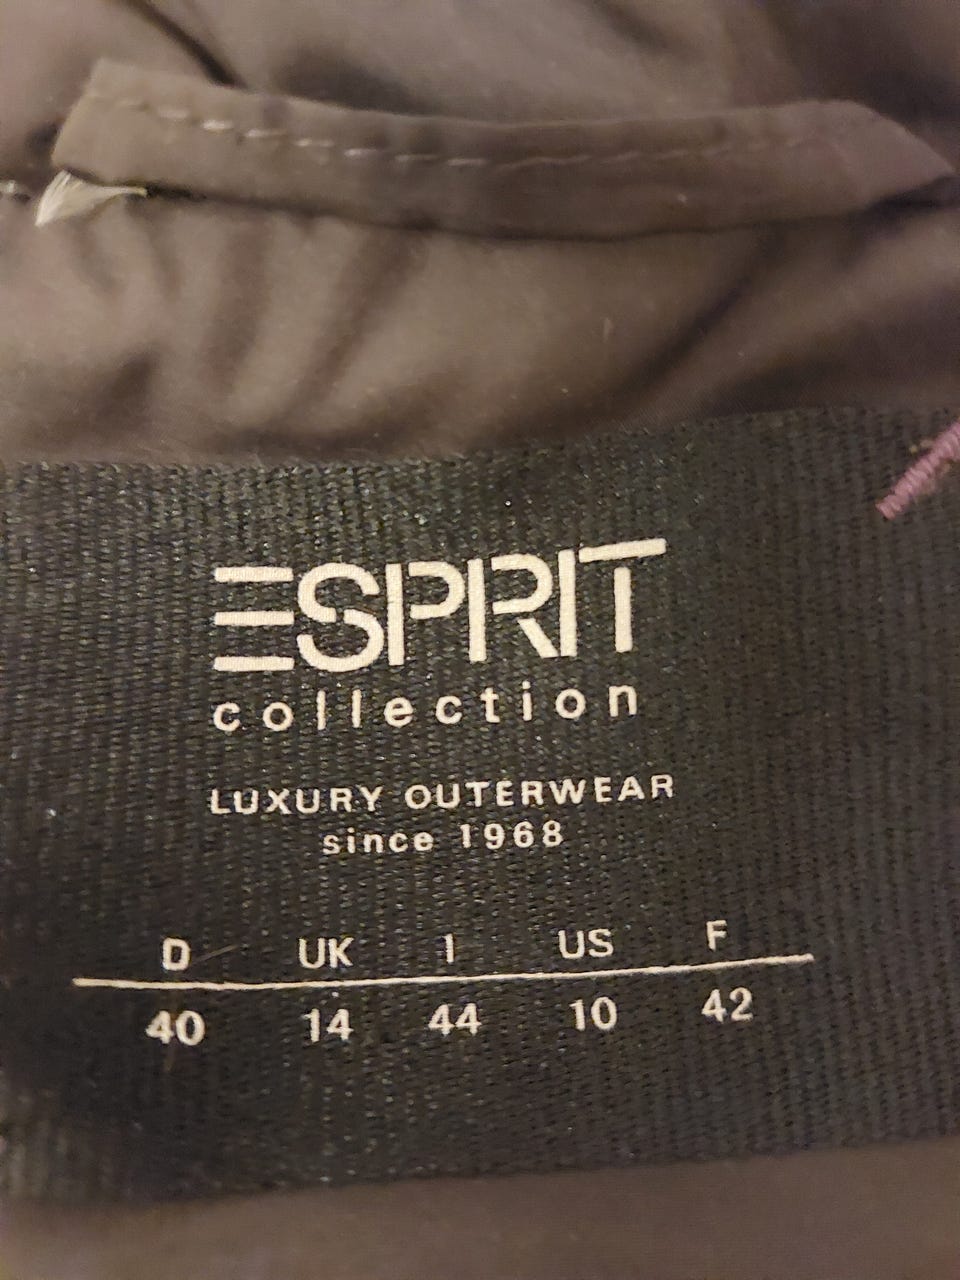 ESPRIT
collection
LUXURY OUTERWEAR
since 1968
D UK I US F
40 14 44 10 42